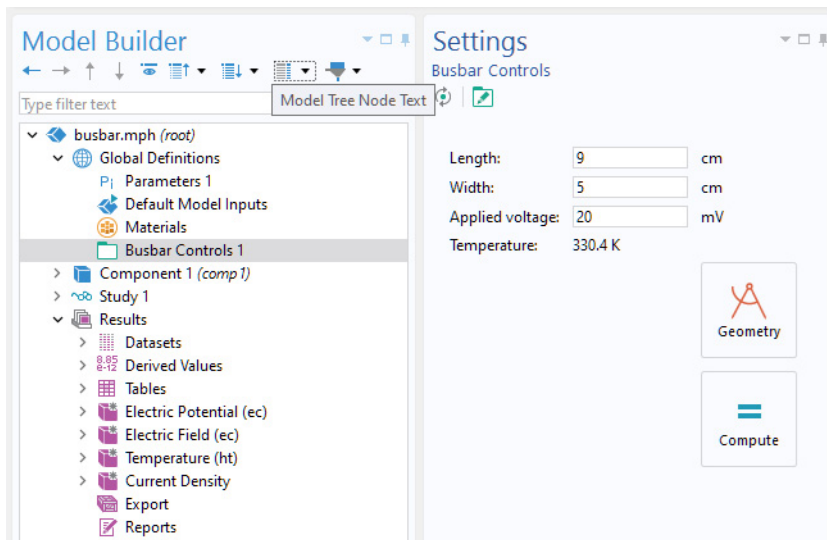 Model Builder
Type filter text
Model Tree Node Text
busbar.mph (root)
Global Definitions
Pi Parameters 1
Default Model Inputs
Materials
Busbar Controls 1
Component 1 (comp1)
Study 1
Results
Datasets
8.85
e-12
Derived Values
Tables
Electric Potential (ec)
Electric Field (ec)
Temperature (ht)
Current Density
Export
Reports
Settings
Busbar Controls
Length: 9 cm
Width: 5 cm
Applied voltage: 20 mV
Temperature: 330.4 K
Geometry
Compute